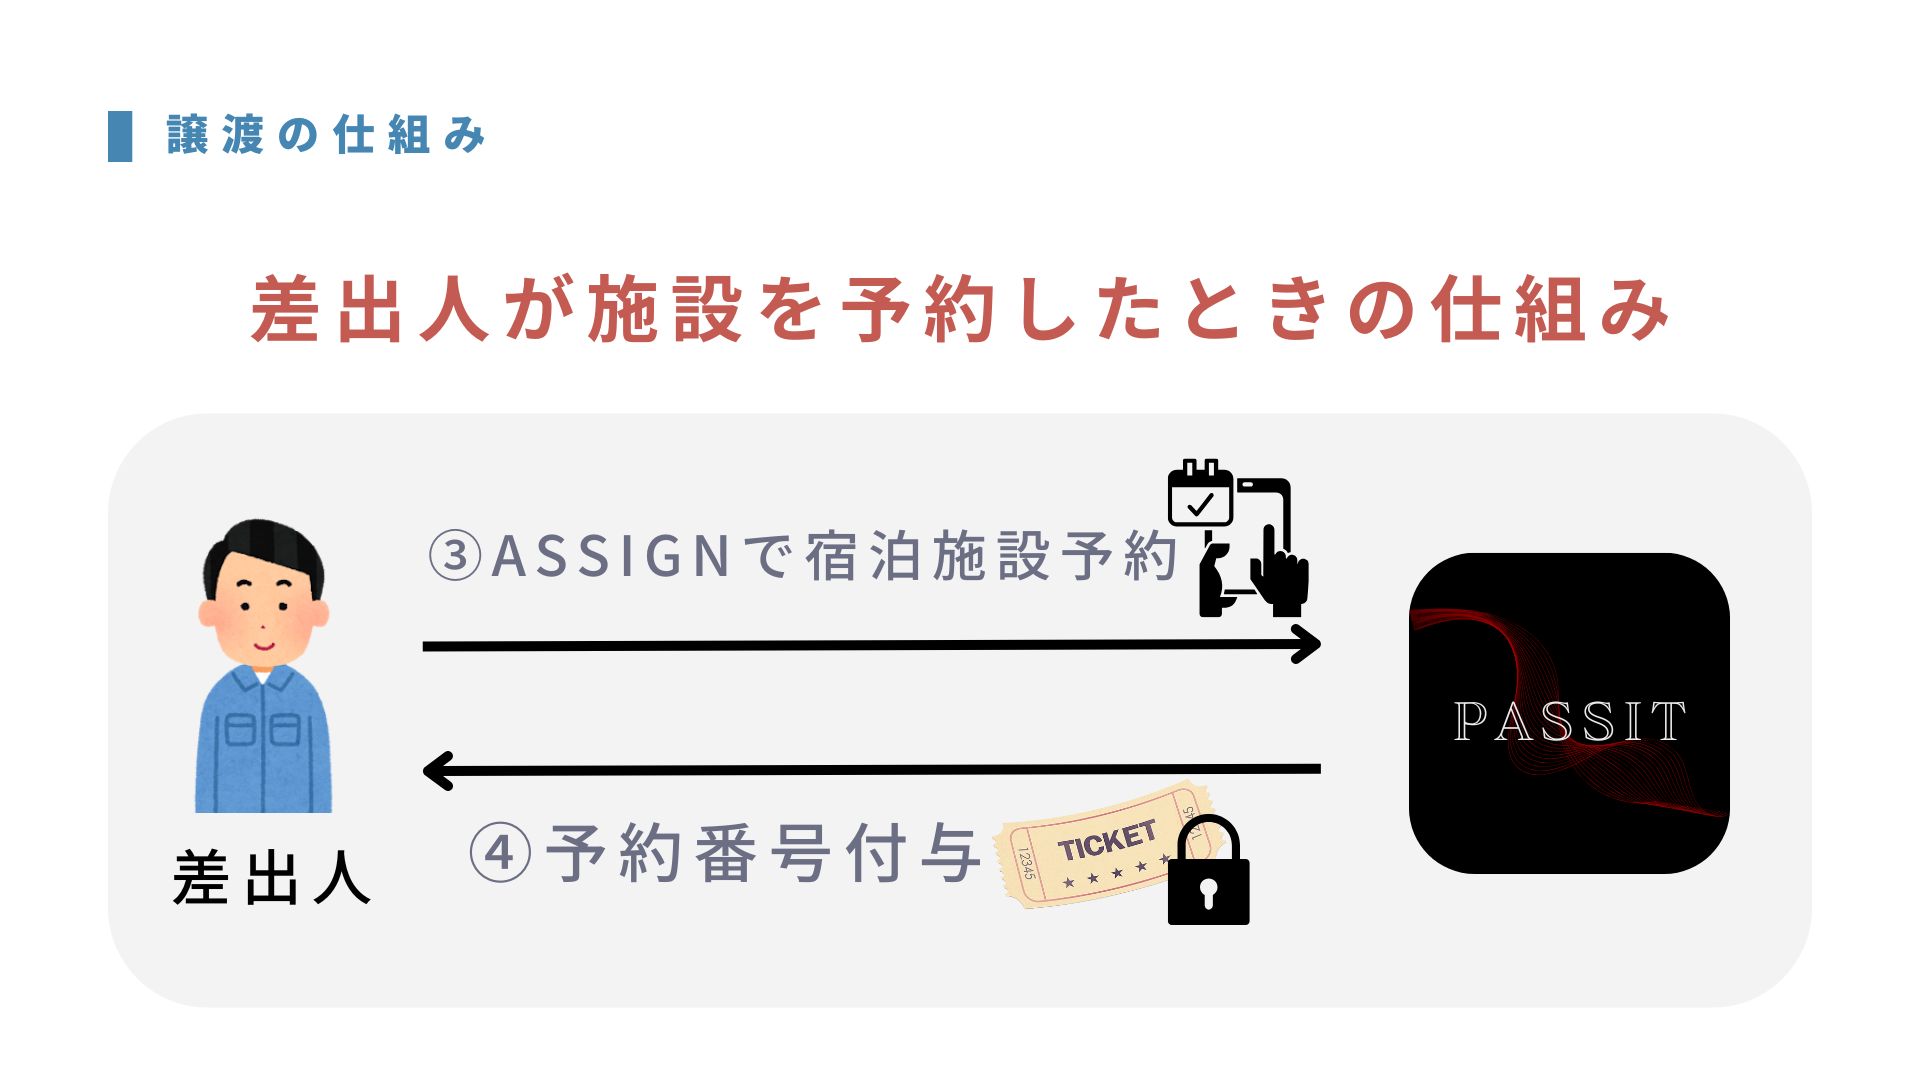 譲渡の仕組み
差出人が施設を予約したときの仕組み
③ASSIGNで宿泊施設予約
PASSIT
④予約番号付与
TICKET
12345
12345
差出人